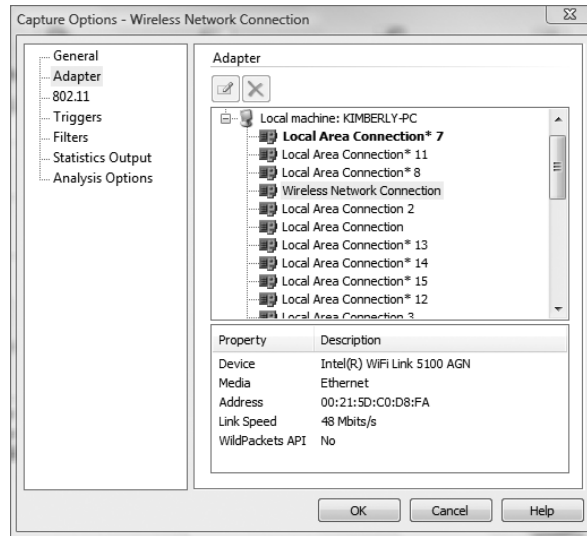 Capture Options - Wireless Network Connection
General
Adapter
802.11
Triggers
Filters
Statistics Output
Analysis Options
Adapter
Local machine: KIMBERLY-PC
Local Area Connection* 7
Local Area Connection* 11
Local Area Connection* 8
Wireless Network Connection
Local Area Connection 2
Local Area Connection
Local Area Connection* 13
Local Area Connection* 14
Local Area Connection* 15
Local Area Connection* 12
Local Area Connection 3
Property Description
Device Intel(R) WiFi Link 5100 AGN
Media Ethernet
Address 00:21:5D:C0:D8:FA
Link Speed 48 Mbits/s
WildPackets API No
OK Cancel Help